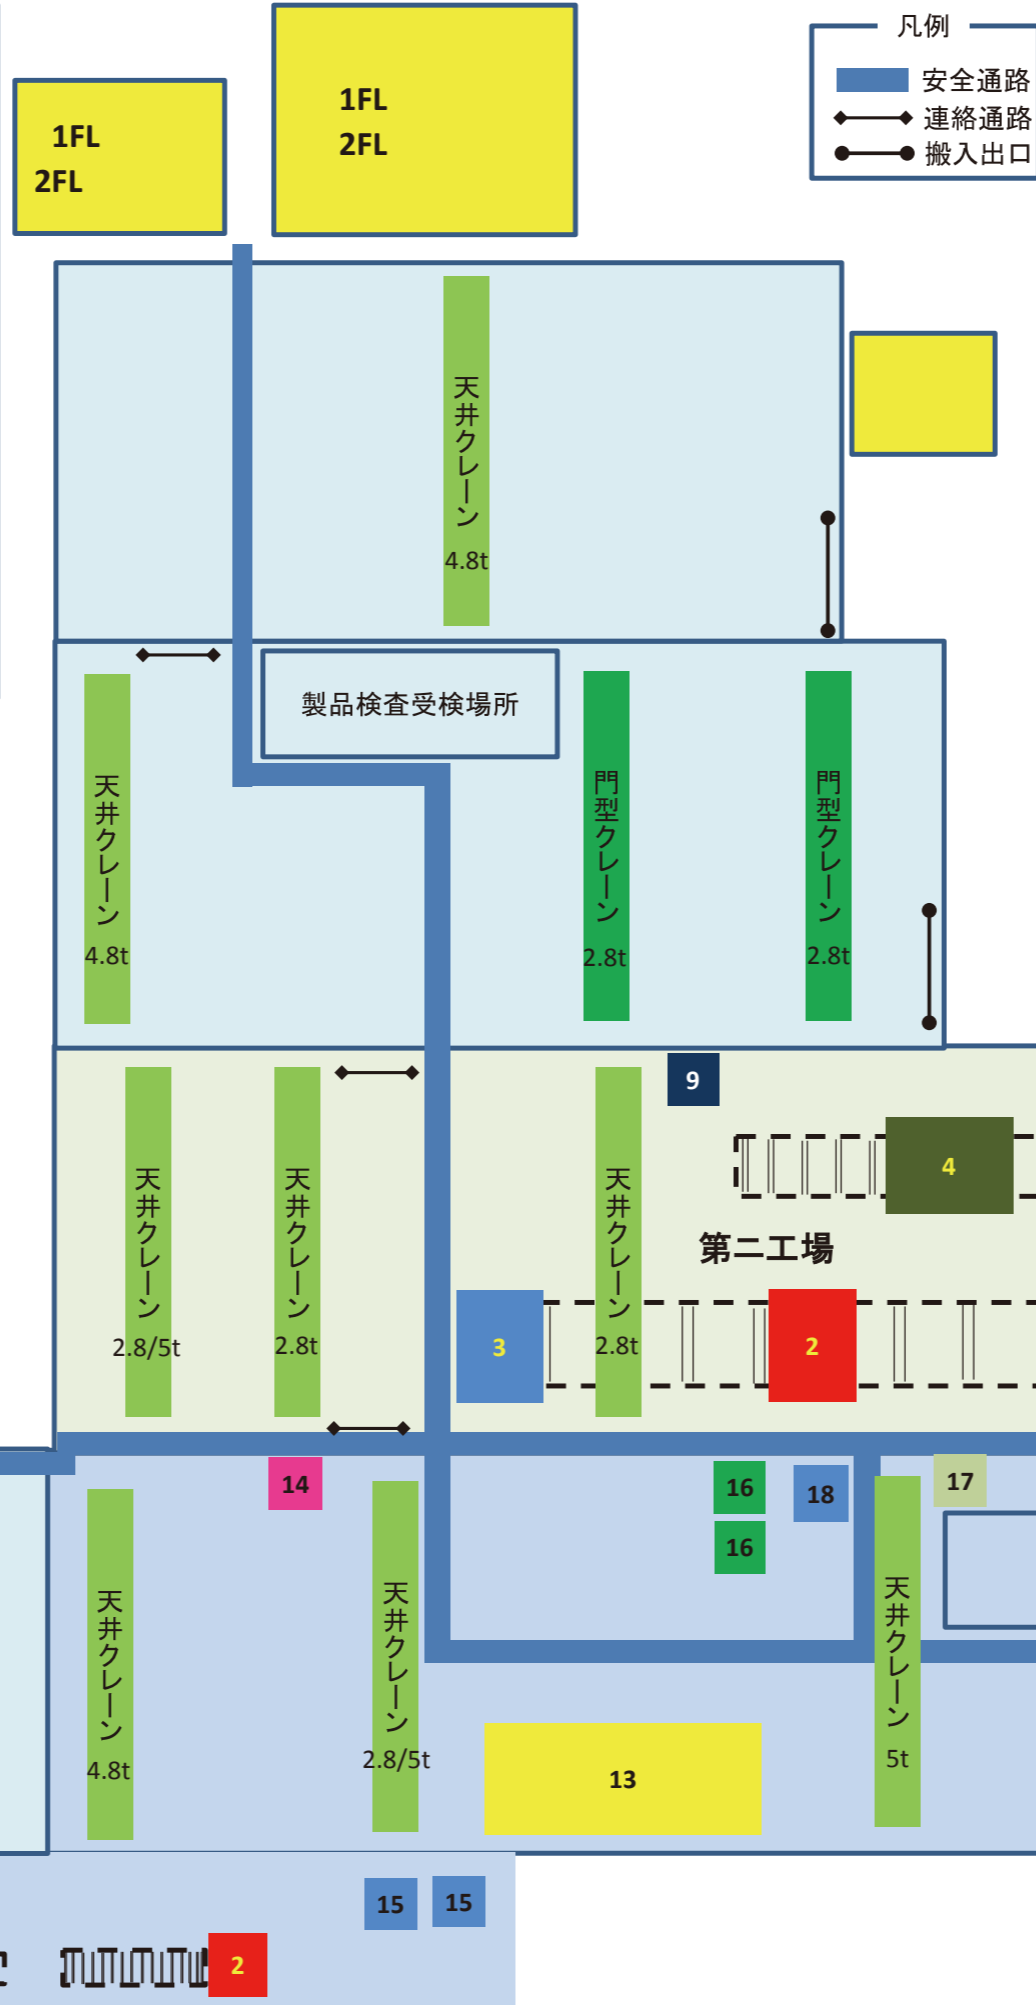 凡例
安全通路
連絡通路
搬入出口
1FL
2FL
1FL
2FL
天井クレーン
4.8t
製品検査受検場所
天井クレーン
4.8t
門型クレーン
2.8t
門型クレーン
2.8t
9
天井クレーン
2.8/5t
天井クレーン
2.8t
天井クレーン
2.8t
4
第二工場
3
2
14
16
18
17
16
天井クレーン
4.8t
天井クレーン
2.8/5t
天井クレーン
5t
13
15
15
2